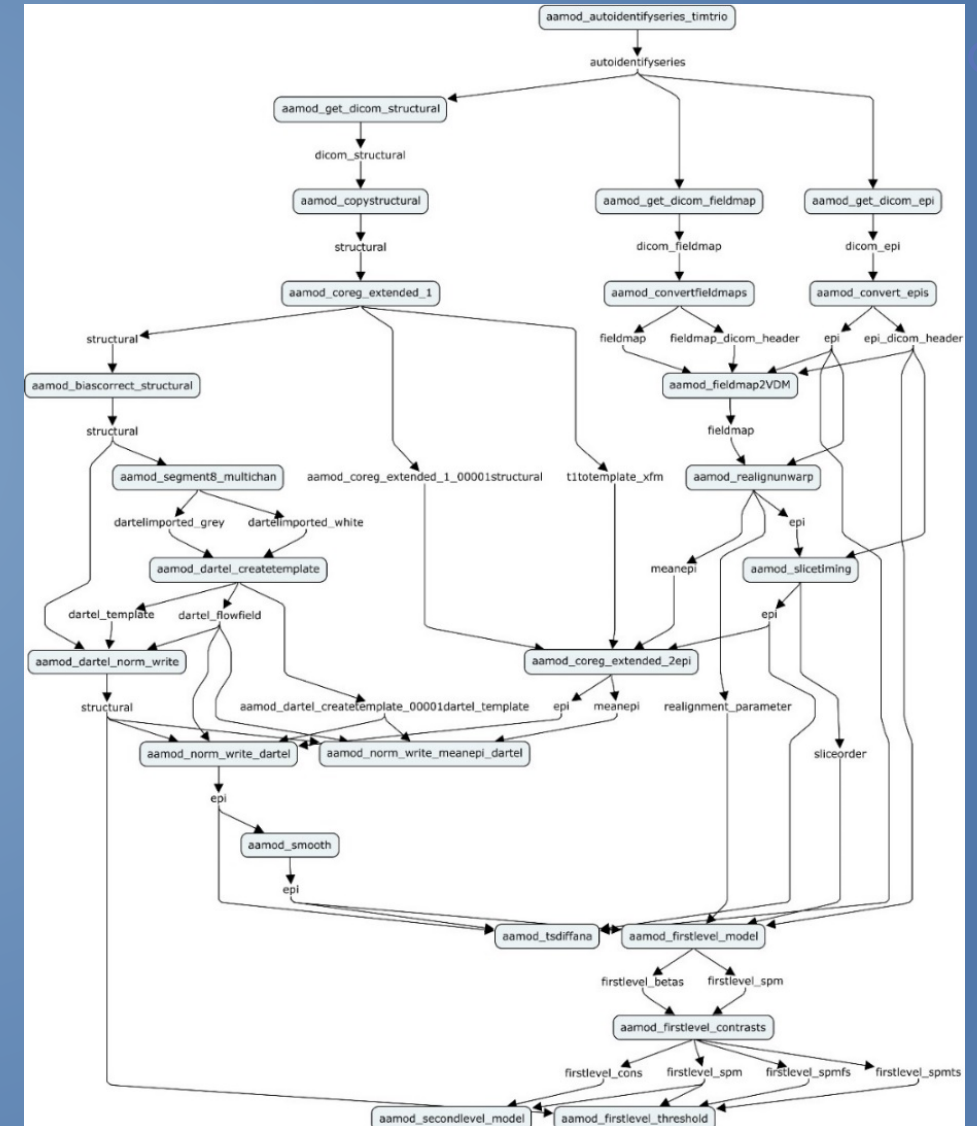 aamod_autoidentifyseries_timtrio
autoidentifyseries
aamod_get_dicom_structural
dicom_structural
aamod_copystructural aamod_get_dicom_fieldmap aamod_get_dicom_epi
structural dicom_fieldmap dicom_epi
aamod_coreg_extended_1 aamod_convertfieldmaps aamod_convert_epis
structural fieldmap fieldmap_dicom_header epi epi_dicom_header
aamod_biascorrect_structural aamod_fieldmap2VDM
structural fieldmap
aamod_segment8_multichan aamod_coreg_extended_1_00001structural t1totemplate_xfm aamod_realignunwarp
dartelimported_grey dartelimported_white epi
aamod_dartel_createtemplate meanepi aamod_slicetiming
dartel_template dartel_flowfield epi
aamod_dartel_norm_write aamod_coreg_extended_2epi
structural aamod_dartel_createtemplate_00001dartel_template epi meanepi realignment_parameter
aamod_norm_write_dartel aamod_norm_write_meanepi_dartel sliceorder
epi
aamod_smooth
epi
aamod_tsdiffana aamod_firstlevel_model
firstlevel_betas firstlevel_spm
aamod_firstlevel_contrasts
firstlevel_cons firstlevel_spm firstlevel_spmfs firstlevel_spmts
aamod_secondlevel_model aamod_firstlevel_threshold